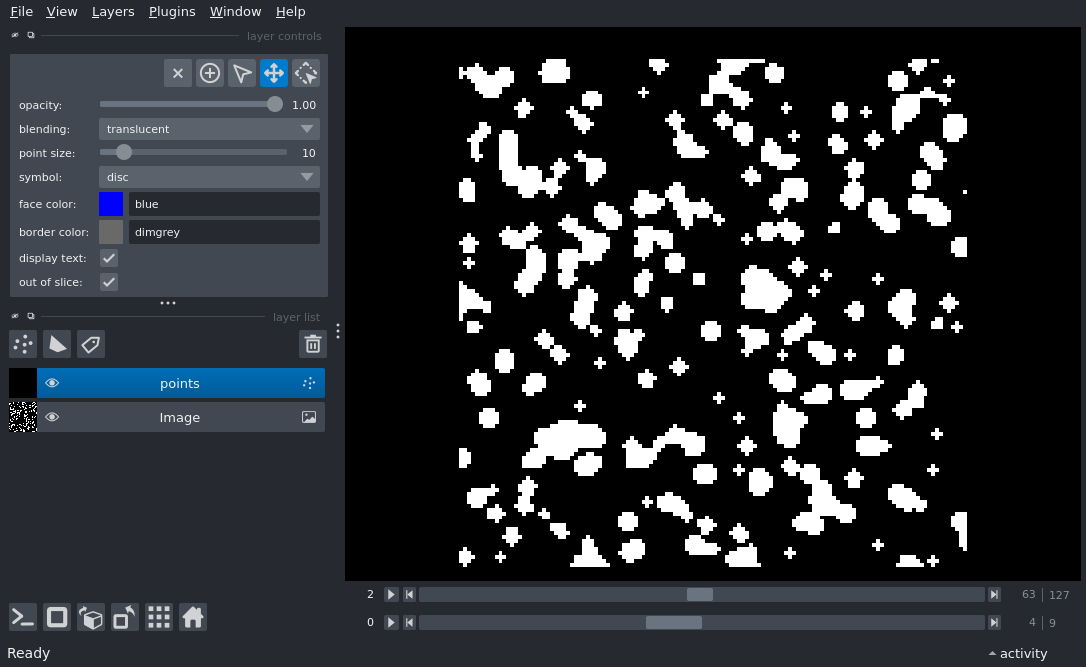 File View Layers Plugins Window Help
layer controls
opacity: 1.00
blending: translucent
point size: 10
symbol: disc
face color: blue
border color: dimgrey
display text:
out of slice:
layer list
points
Image
2 63 127
0 4 9
Ready activity